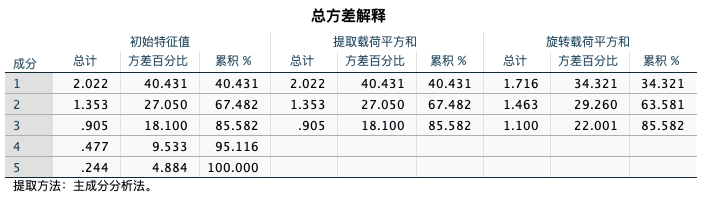 总方差解释
初始特征值 提取载荷平方和 旋转载荷平方和
成分 总计 方差百分比 累积 % 总计 方差百分比 累积 % 总计 方差百分比 累积 %
1 2.022 40.431 40.431 2.022 40.431 40.431 1.716 34.321 34.321
2 1.353 27.050 67.482 1.353 27.050 67.482 1.463 29.260 63.581
3 .905 18.100 85.582 .905 18.100 85.582 1.100 22.001 85.582
4 .477 9.533 95.116
5 .244 4.884 100.000
提取方法：主成分分析法。